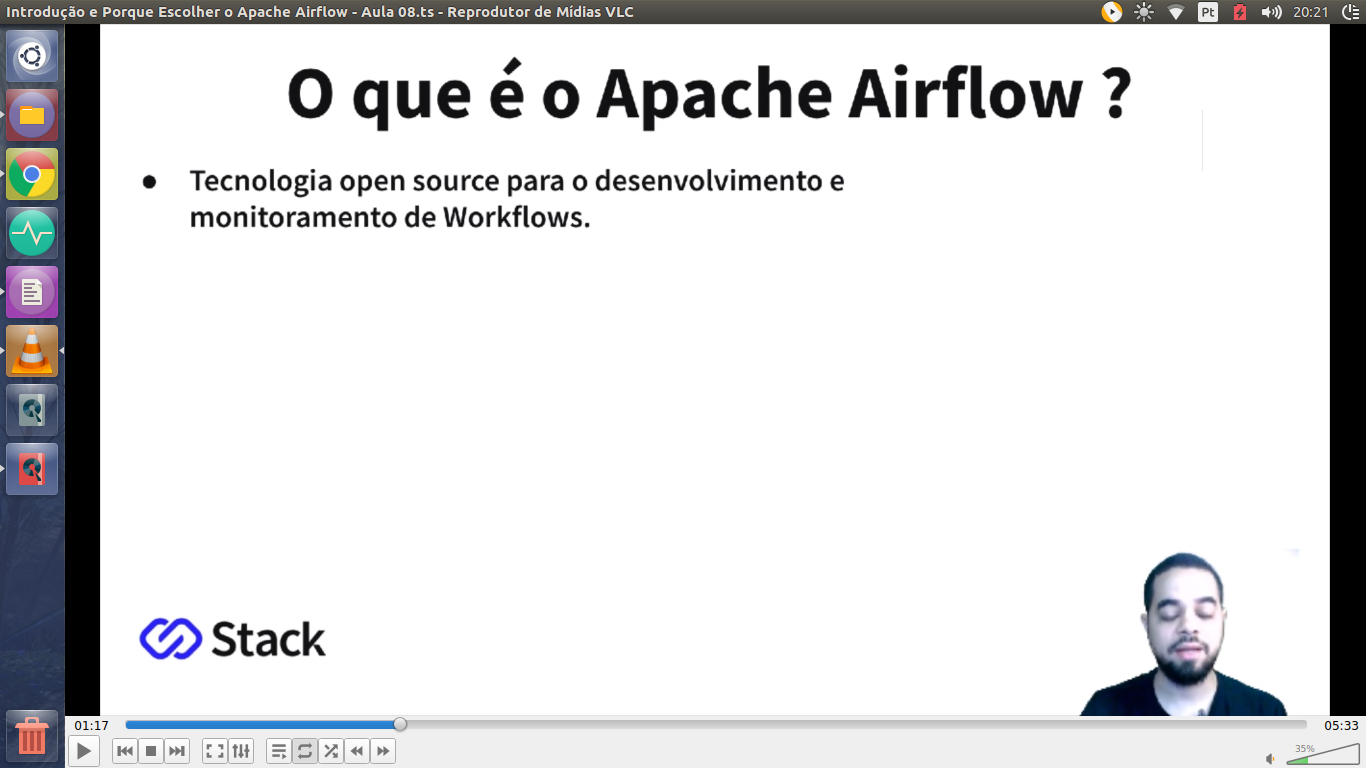 Introdução e Porque Escolher o Apache Airflow - Aula 08.ts - Reprodutor de Mídias VLC
Pt
20:21
O que é o Apache Airflow ?
● Tecnologia open source para o desenvolvimento e
monitoramento de Workflows.
Stack
01:17
05:33
35%